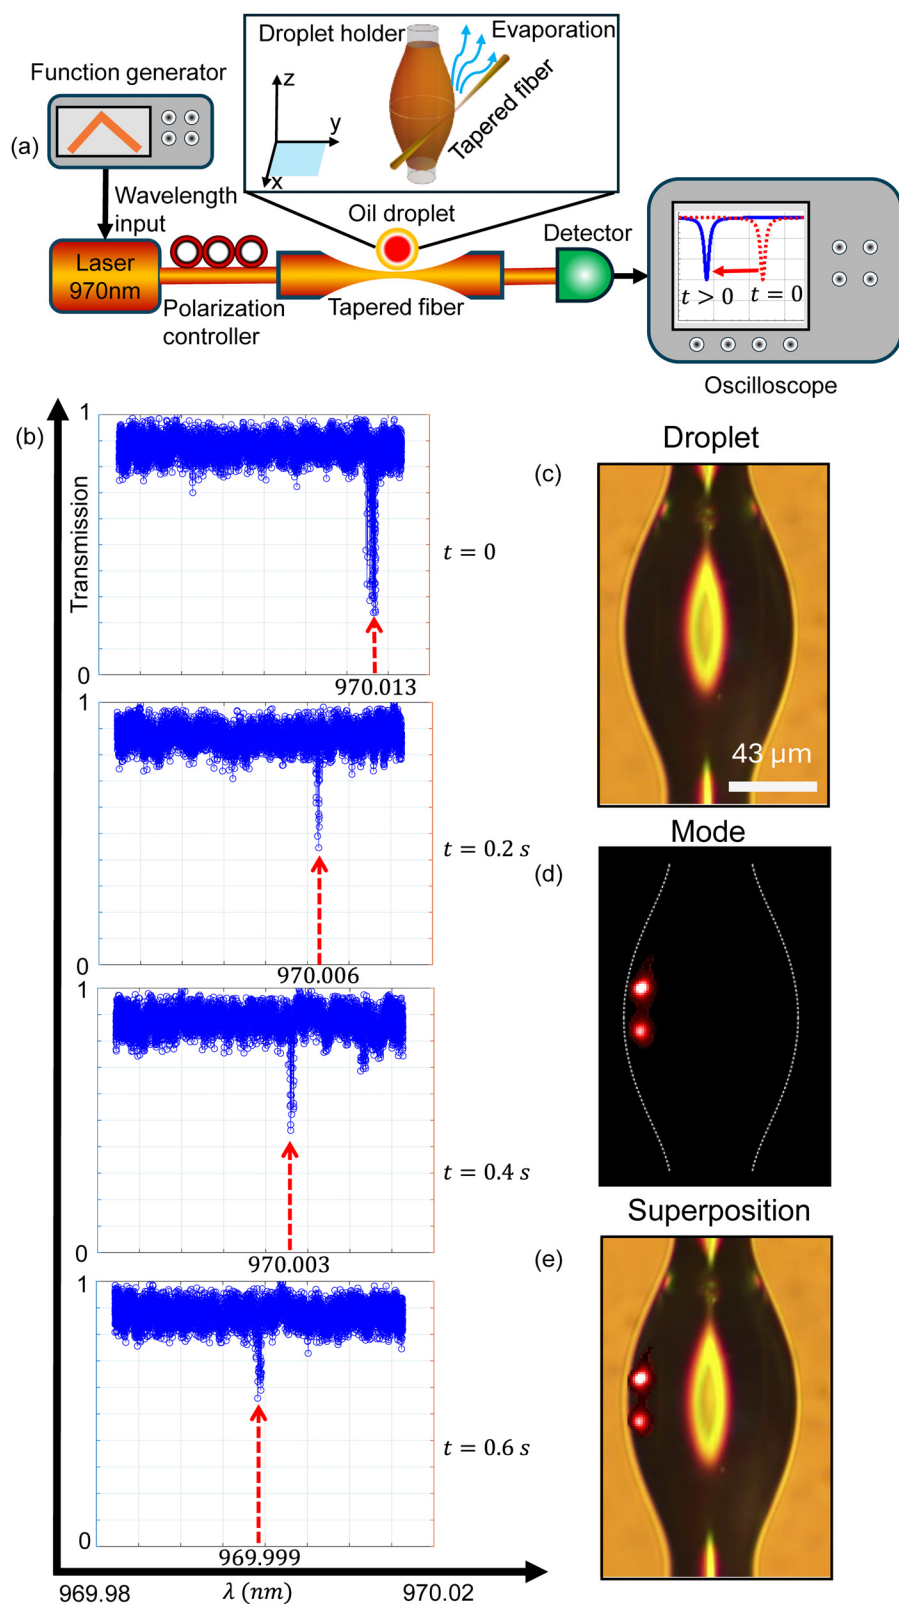 Droplet holder
Evaporation
Tapered fiber
z
y
x
Function generator
(a)
Wavelength
input
Oil droplet
Detector
Laser
970nm
Polarization
controller
Tapered fiber
t > 0
t = 0
Oscilloscope
(b)
1
Transmission
0
t = 0
970.013
1
0
t = 0.2 s
970.006
1
0
t = 0.4 s
970.003
1
0
t = 0.6 s
969.999
969.98
λ (nm)
970.02
Droplet
(c)
43 μm
Mode
(d)
Superposition
(e)